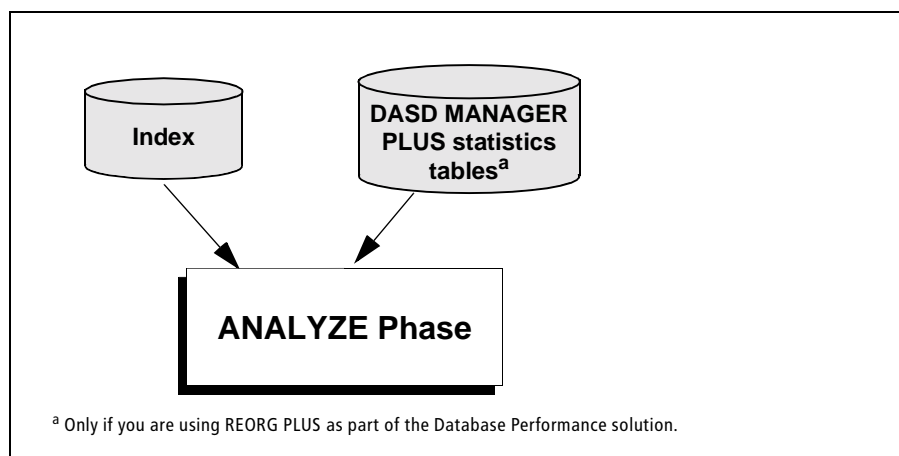 Index
DASD MANAGER
PLUS statistics
tablesa
ANALYZE Phase
a Only if you are using REORG PLUS as part of the Database Performance solution.